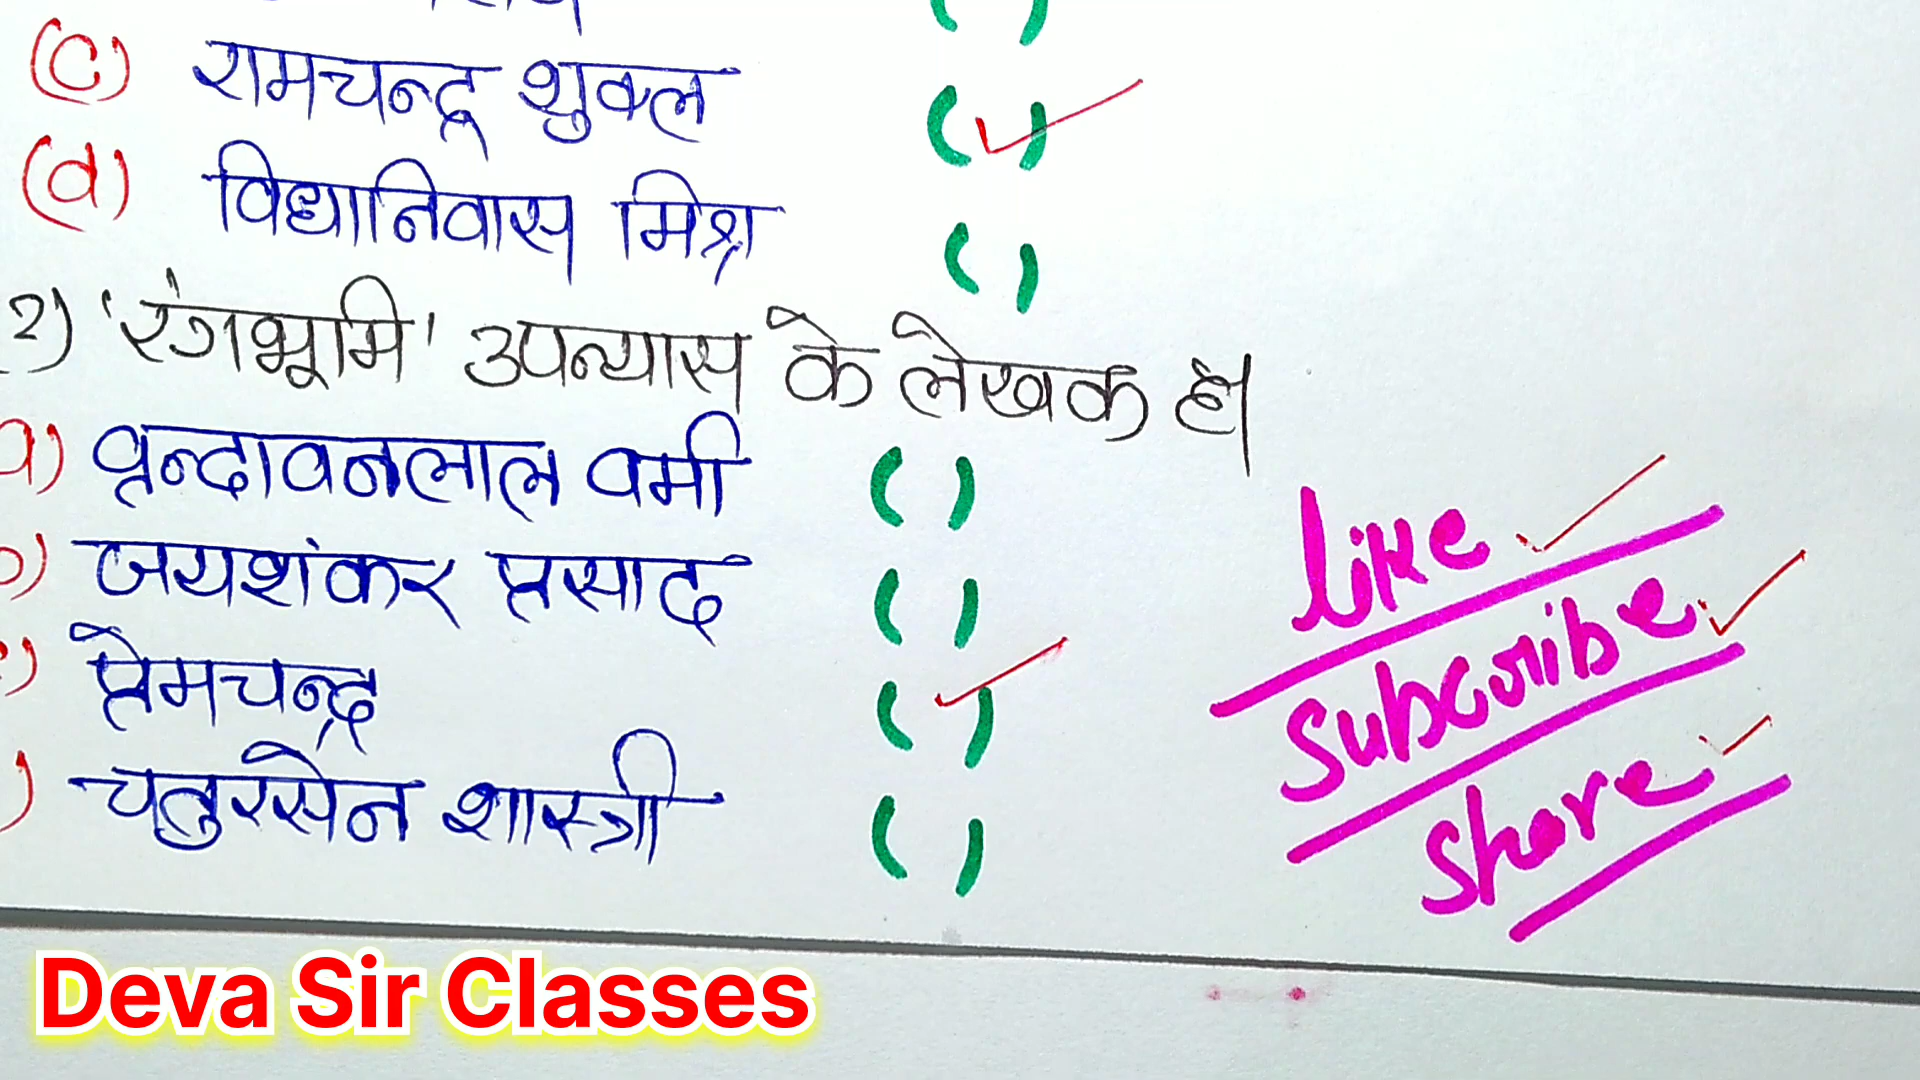 (C) रामचन्द्र शुक्ल ( ) ✓
(d) विद्यानिवास मिश्र ( )
2) 'रंगभूमि' उपन्यास के लेखक है।
a) वृन्दावनलाल वर्मा ( )
b) जयशंकर प्रसाद ( )
c) प्रेमचन्द्र ( ) ✓
) चतुरसेन शास्त्री ( )
like ✓
Subscribe ✓
Share ✓
Deva Sir Classes